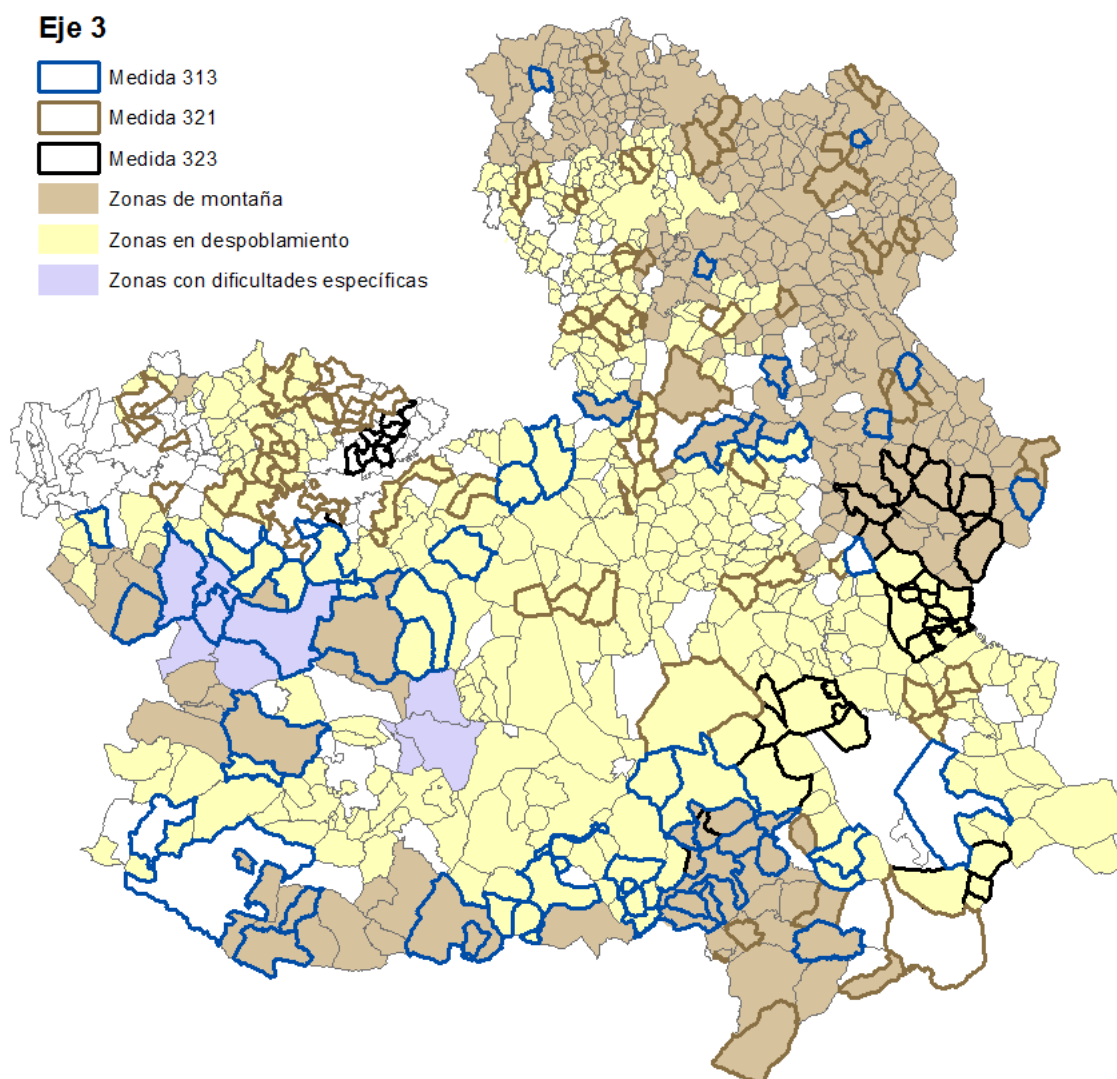 Eje 3
Medida 313
Medida 321
Medida 323
Zonas de montaña
Zonas en despoblamiento
Zonas con dificultades específicas